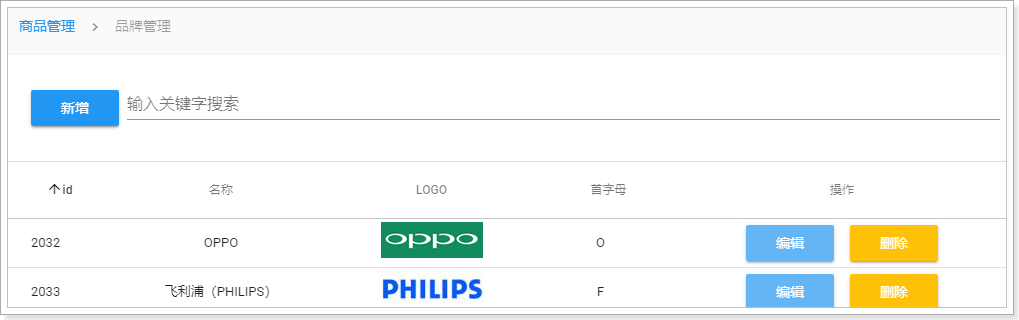 商品管理 > 品牌管理
新增 输入关键字搜索
↑ id 名称 LOGO 首字母 操作
2032 OPPO oppo O 编辑 删除
2033 飞利浦（PHILIPS） PHILIPS F 编辑 删除